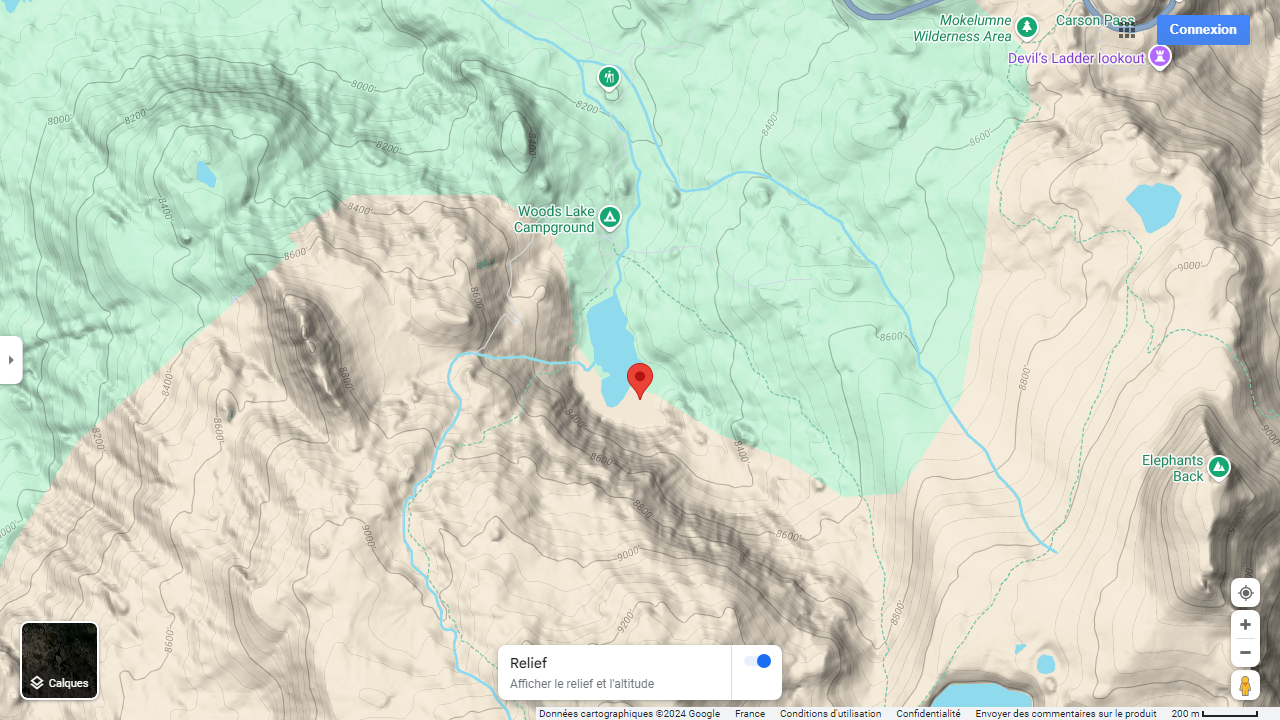 Mokelumne
Wilderness Area
Carson Pass
Connexion
Devil's Ladder lookout
8000'
8200'
8000'
8200'
8200'
8400'
8400'
8600'
8400'
8400'
Woods Lake
Campground
8600'
9000'
8600'
8600'
8800'
8400'
8800'
8200'
8600'
8400'
8600'
8400'
9000'
Elephants
Back
8800'
9000'
8600'
9000'
9200'
8800'
8600'
Calques
Relief
Afficher le relief et l'altitude
Données cartographiques ©2024 Google
France
Conditions d'utilisation
Confidentialité
Envoyer des commentaires sur le produit
200 m